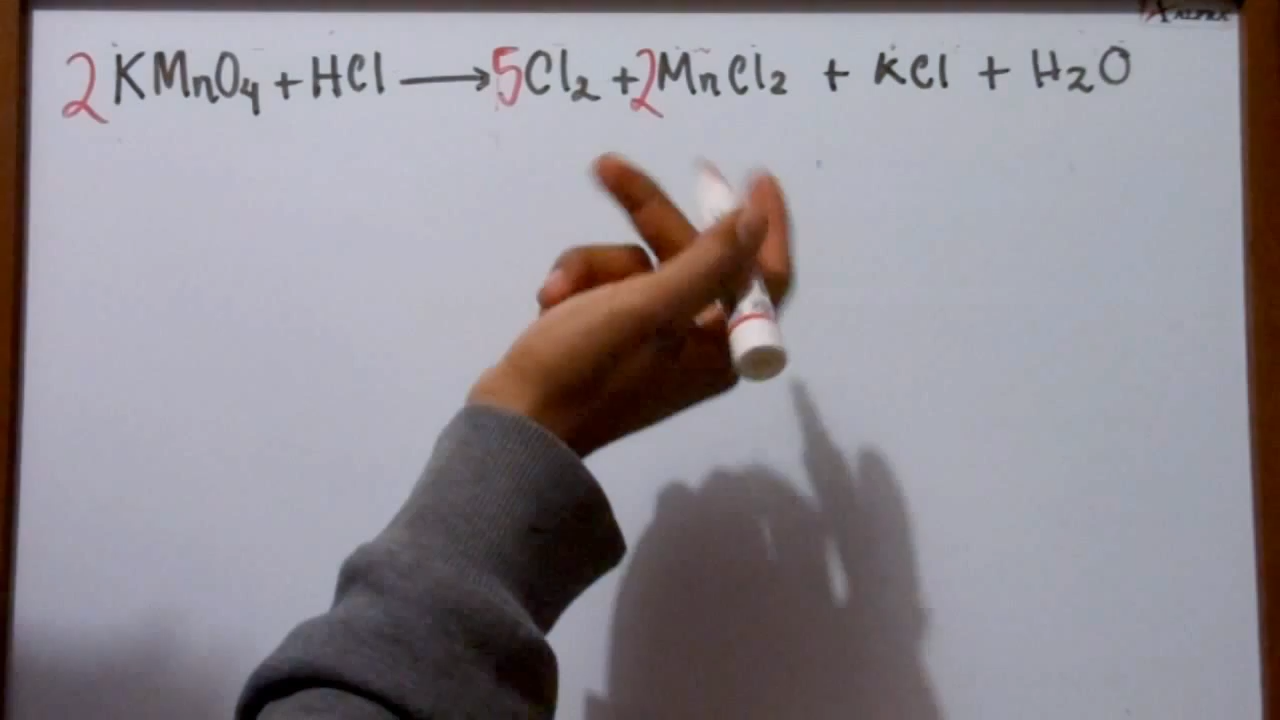 2KMnO₄ + HCl ⟶ 5Cl₂ + 2MnCl₂ + KCl + H₂O